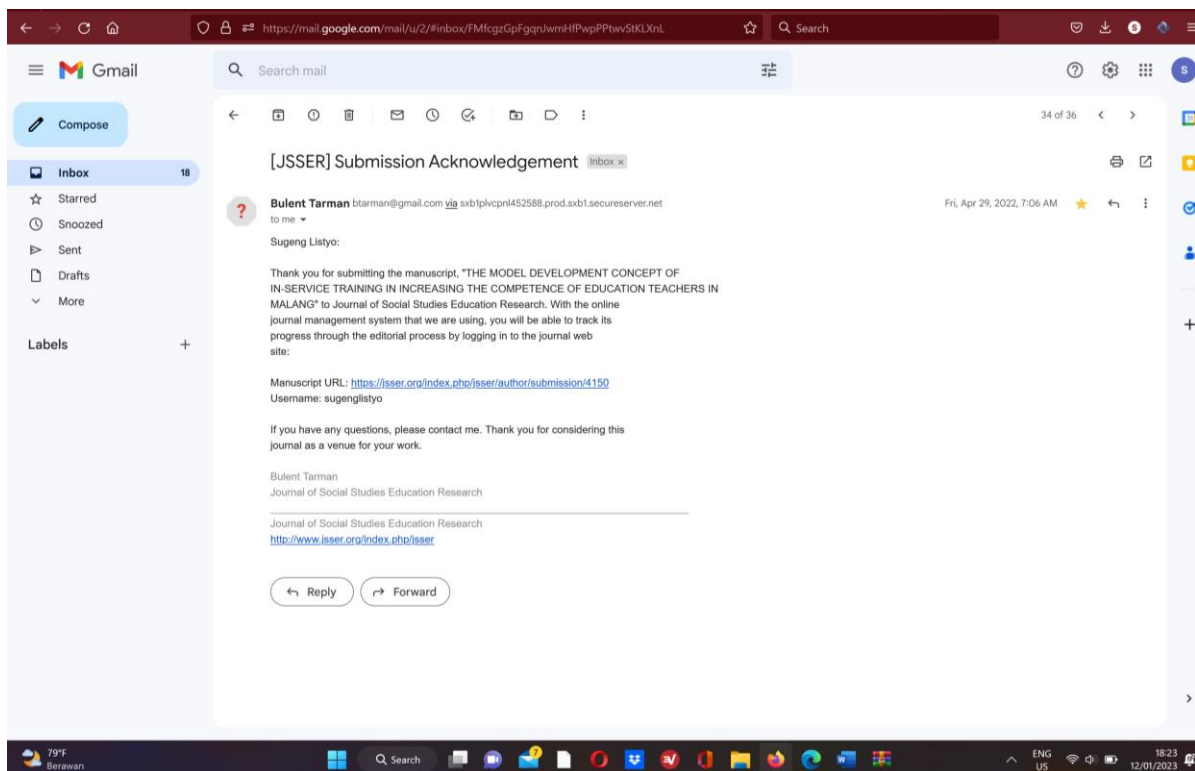 https://mail.google.com/mail/u/2/#inbox/FMfcgzGpFgqnJwmHfPwpPPtwvStKLXnL
Search
S
Gmail
Search mail
S
Compose
34 of 36
[JSSER] Submission Acknowledgement Inbox x
Inbox 18
Starred
Snoozed
Sent
Drafts
More
Labels
Bulent Tarman btarman@gmail.com via sxb1plvcpnl452588.prod.sxb1.secureserver.net
Fri, Apr 29, 2022, 7:06 AM
to me
Sugeng Listyo:
Thank you for submitting the manuscript, "THE MODEL DEVELOPMENT CONCEPT OF
IN-SERVICE TRAINING IN INCREASING THE COMPETENCE OF EDUCATION TEACHERS IN
MALANG" to Journal of Social Studies Education Research. With the online
journal management system that we are using, you will be able to track its
progress through the editorial process by logging in to the journal web
site:
Manuscript URL: https://jsser.org/index.php/jsser/author/submission/4150
Username: sugenglistyo
If you have any questions, please contact me. Thank you for considering this
journal as a venue for your work.
Bulent Tarman
Journal of Social Studies Education Research
Journal of Social Studies Education Research
http://www.jsser.org/index.php/jsser
Reply
Forward
79°F
Berawan
Search
7
ENG
US
18:23
12/01/2023